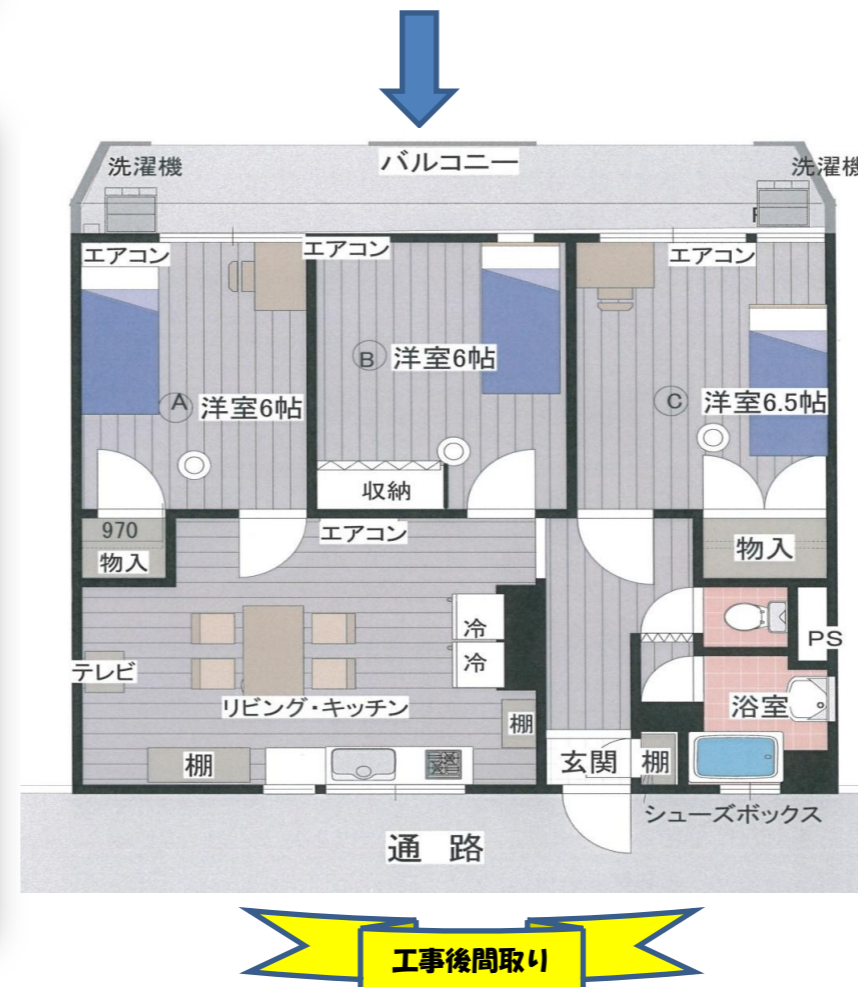 バルコニー
洗濯機
洗濯機
エアコン
エアコン
エアコン
A 洋室6帖
B 洋室6帖
C 洋室6.5帖
収納
970
物入
エアコン
物入
冷
冷
PS
テレビ
リビング・キッチン
棚
浴室
棚
玄関
棚
シューズボックス
通 路
工事後間取り